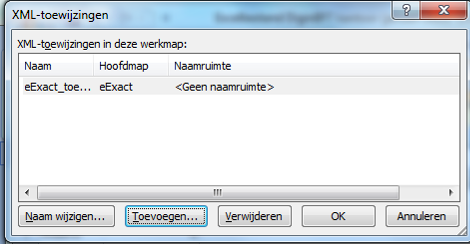 XML-toewijzingen
XML-toewijzingen in deze werkmap:
Naam Hoofdmap Naamruimte
eExact_toe... eExact <Geen naamruimte>
Naam wijzigen... Toevoegen... Verwijderen OK Annuleren